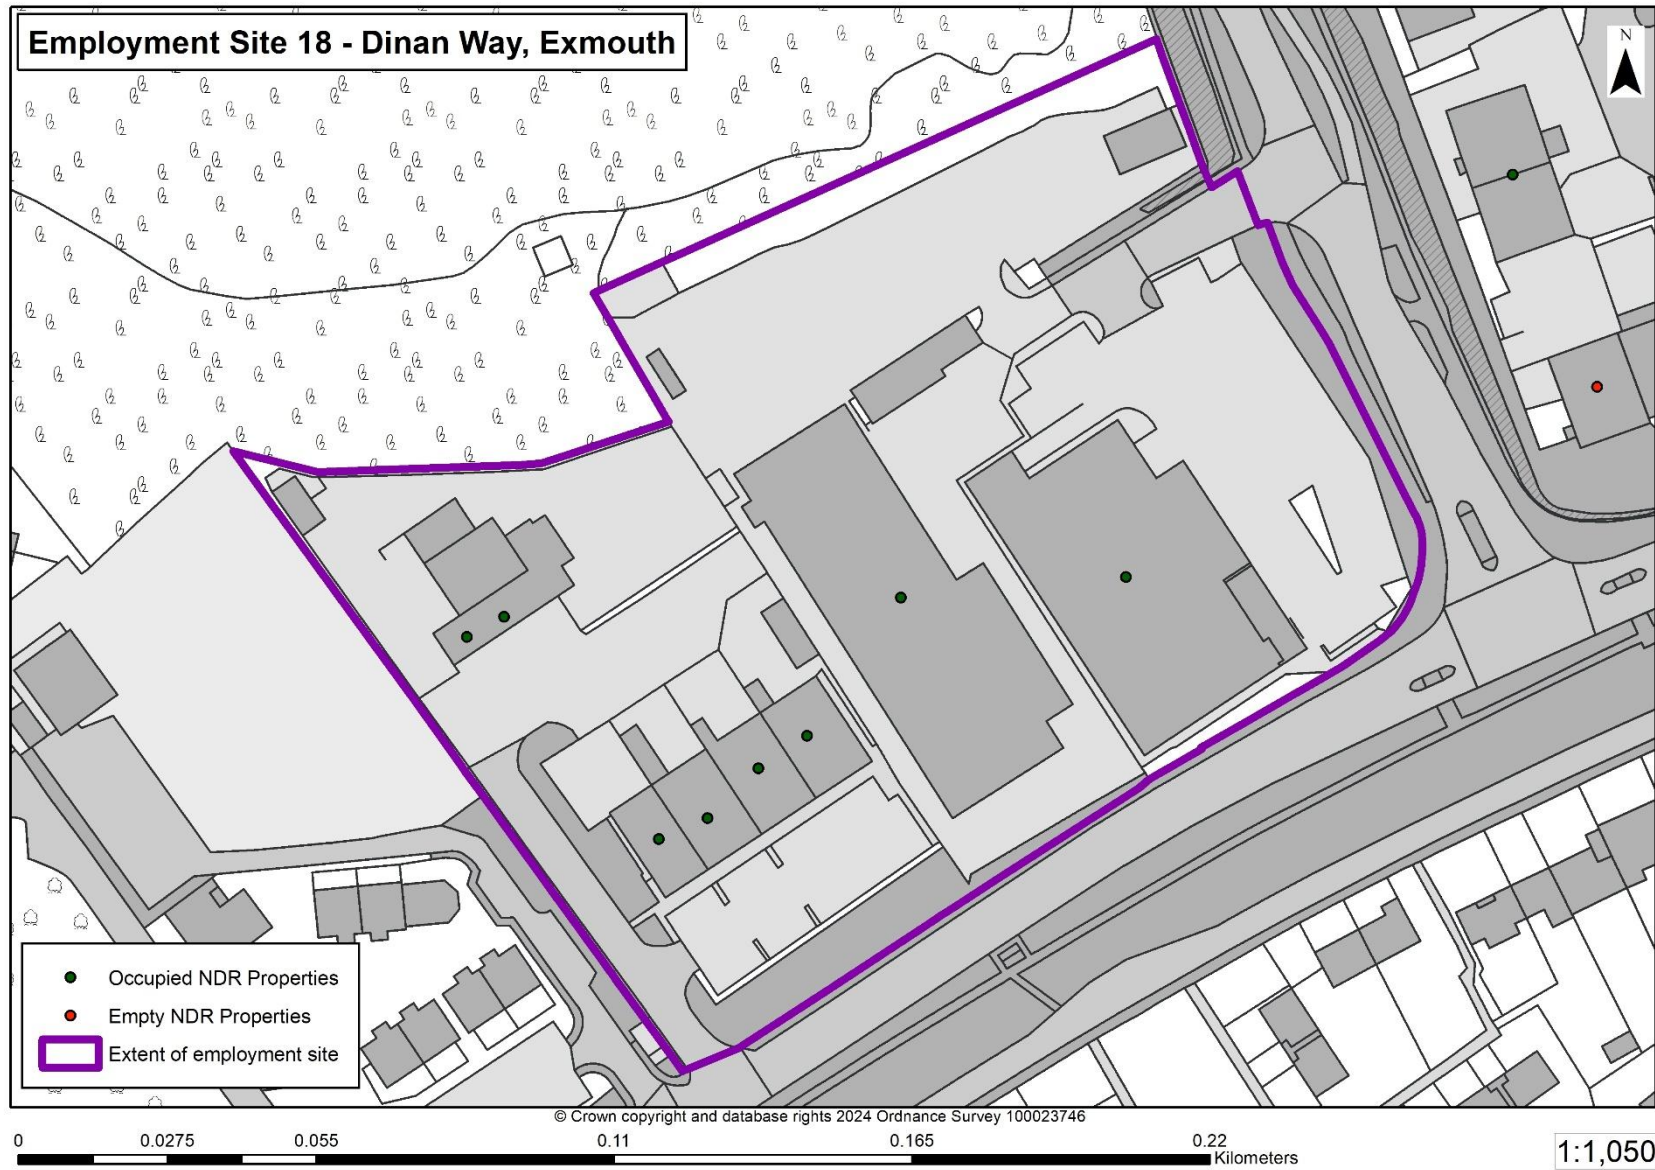 Employment Site 18 - Dinan Way, Exmouth
N
Occupied NDR Properties
Empty NDR Properties
Extent of employment site
© Crown copyright and database rights 2024 Ordnance Survey 100023746
0 0.0275 0.055 0.11 0.165 0.22
Kilometers
1:1,050